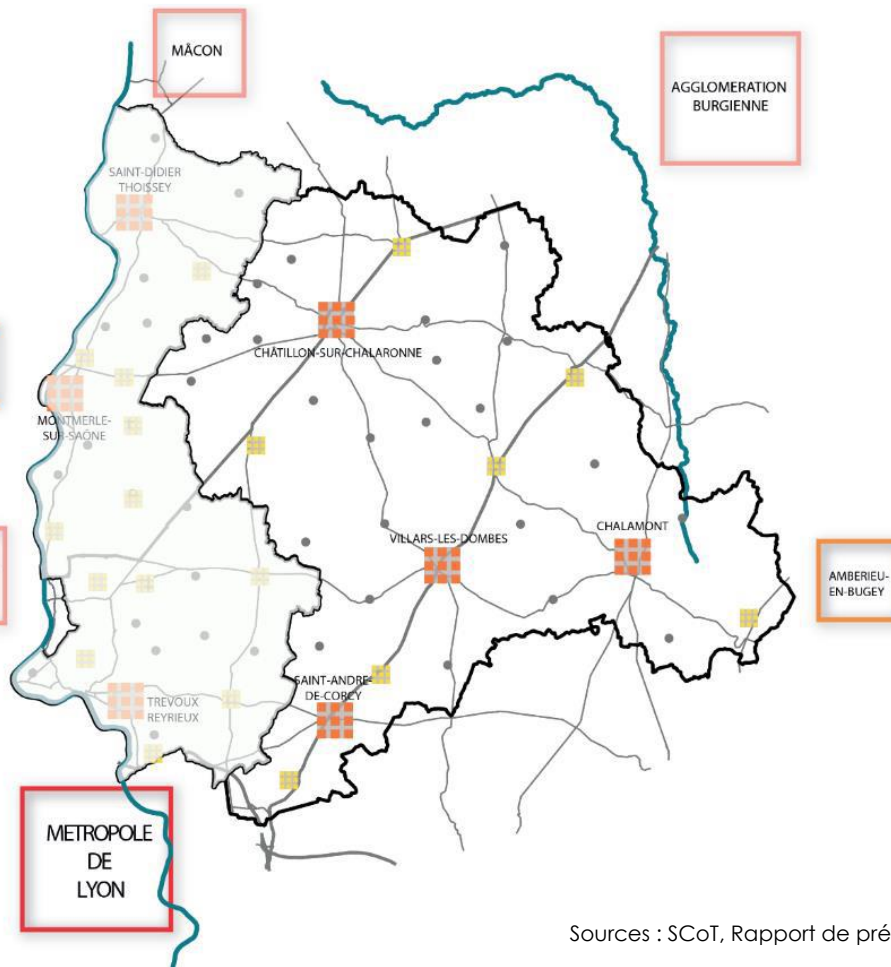 MÂCON
AGGLOMERATION
BURGIENNE
SAINT-DIDIER
THOISSEY
CHÂTILLON-SUR-CHALARONNE
MONTMERLE-
SUR-SAÔNE
VILLARS-LES-DOMBES
CHALAMONT
AMBERIEU-
EN-BUGEY
SAINT-ANDRE-
DE-CORCY
TREVOUX
REYRIEUX
METROPOLE
DE
LYON
Sources : SCoT, Rapport de pré